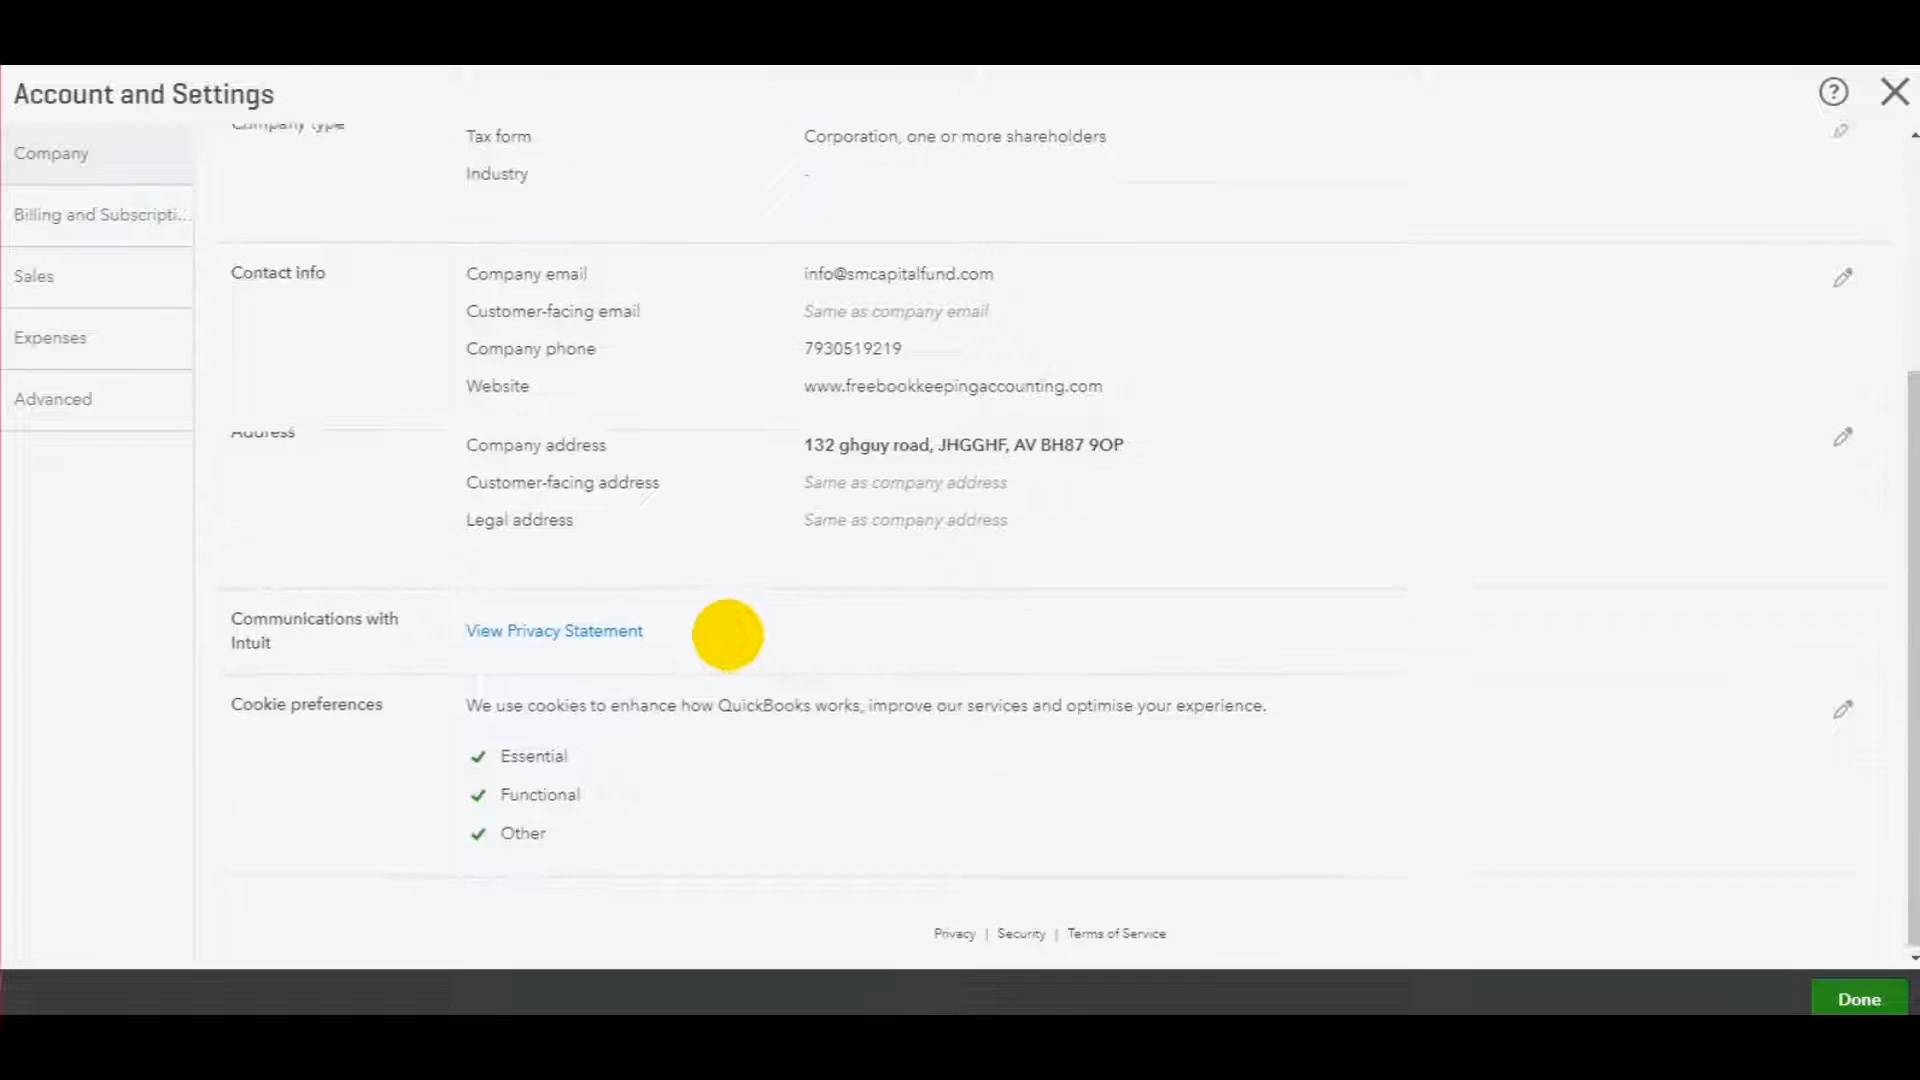 Account and Settings
Company
Billing and Subscripti...
Sales
Expenses
Advanced
Company type
Tax form Corporation, one or more shareholders
Industry -
Contact info
Company email info@smcapitalfund.com
Customer-facing email Same as company email
Company phone 7930519219
Website www.freebookkeepingaccounting.com
Address
Company address 132 ghguy road, JHGGHF, AV BH87 9OP
Customer-facing address Same as company address
Legal address Same as company address
Communications with
Intuit
View Privacy Statement
Cookie preferences
We use cookies to enhance how QuickBooks works, improve our services and optimise your experience.
Essential
Functional
Other
Privacy | Security | Terms of Service
Done